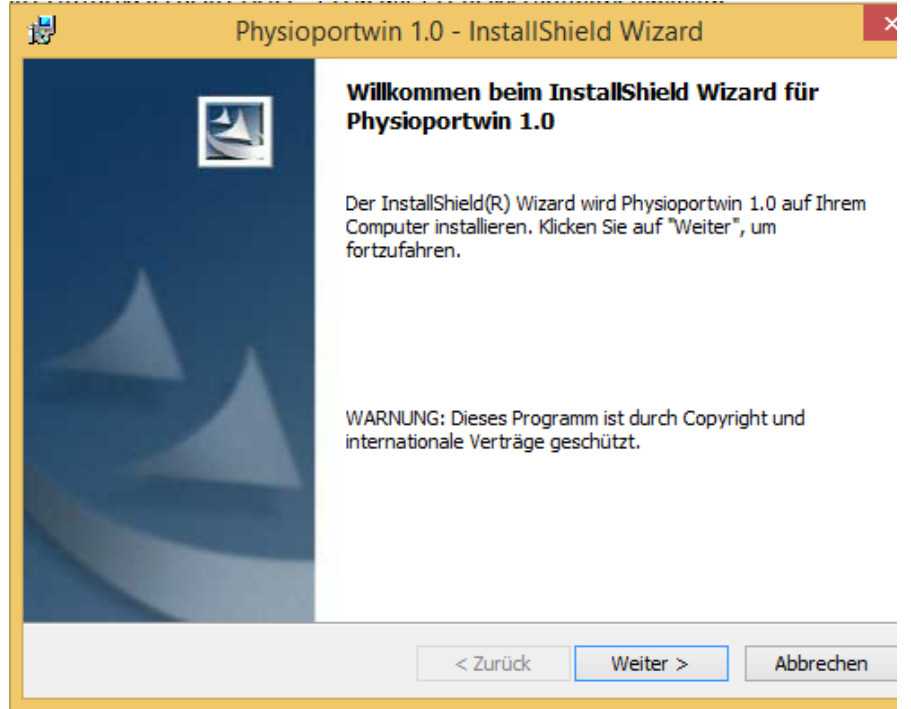 Physioportwin 1.0 - InstallShield Wizard
Willkommen beim InstallShield Wizard für
Physioportwin 1.0
Der InstallShield(R) Wizard wird Physioportwin 1.0 auf Ihrem
Computer installieren. Klicken Sie auf "Weiter", um
fortzufahren.
WARNUNG: Dieses Programm ist durch Copyright und
internationale Verträge geschützt.
< Zurück
Weiter >
Abbrechen